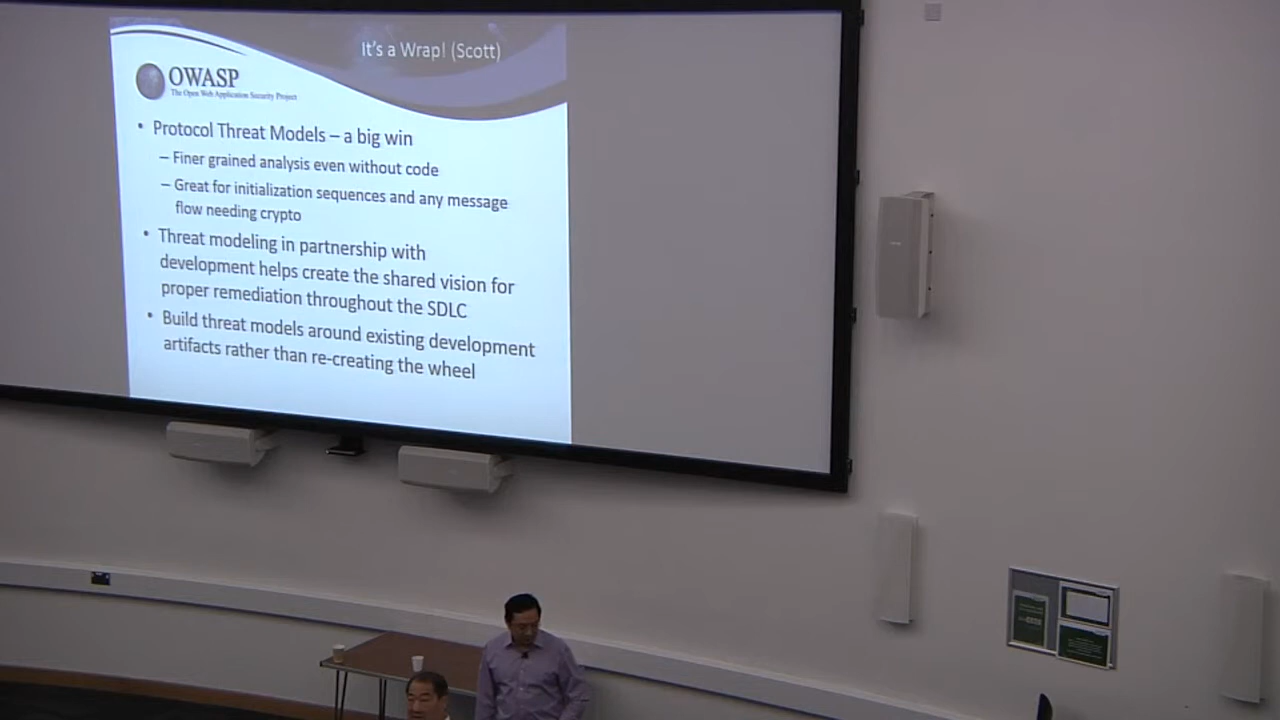 It's a Wrap! (Scott)
OWASP
The Open Web Application Security Project
• Protocol Threat Models – a big win
– Finer grained analysis even without code
– Great for initialization sequences and any message
flow needing crypto
• Threat modeling in partnership with
development helps create the shared vision for
proper remediation throughout the SDLC
• Build threat models around existing development
artifacts rather than re-creating the wheel